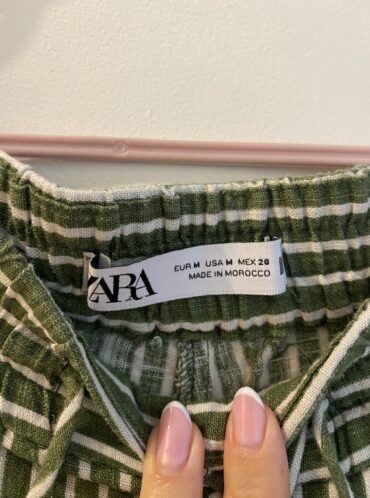 ZARA
EUR M USA M MEX 28
MADE IN MOROCCO